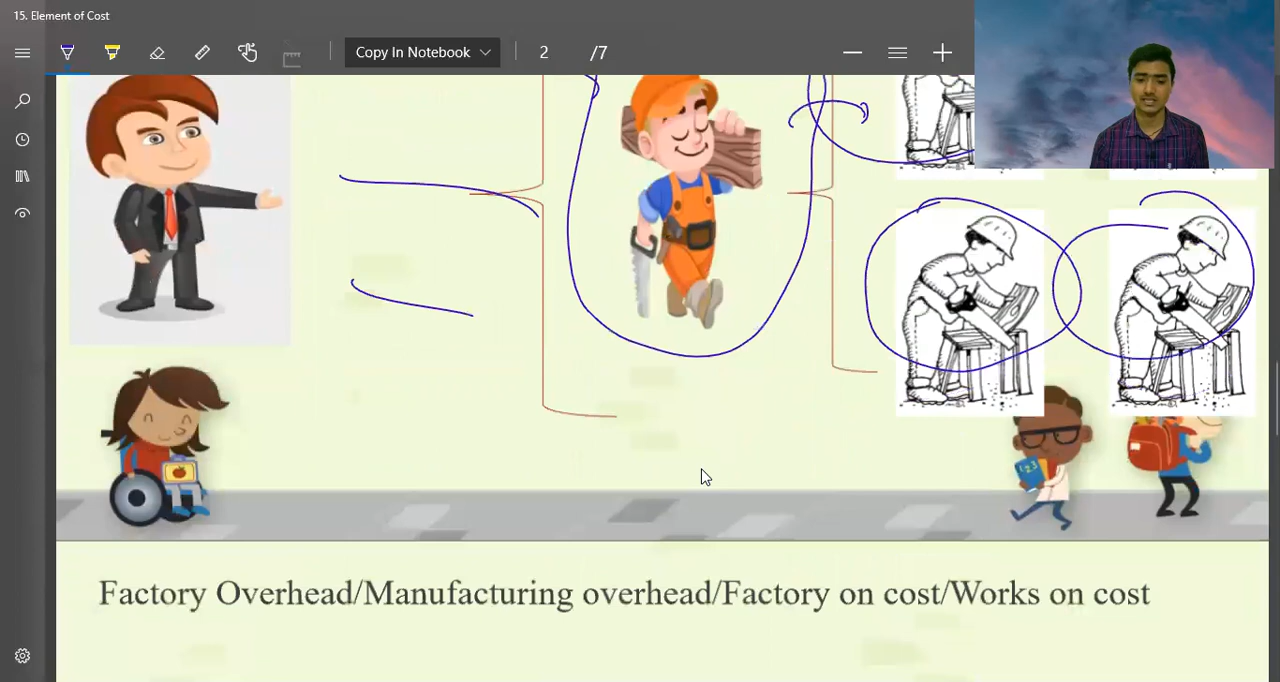 15. Element of Cost
Copy In Notebook 2 /7
123
Factory Overhead/Manufacturing overhead/Factory on cost/Works on cost